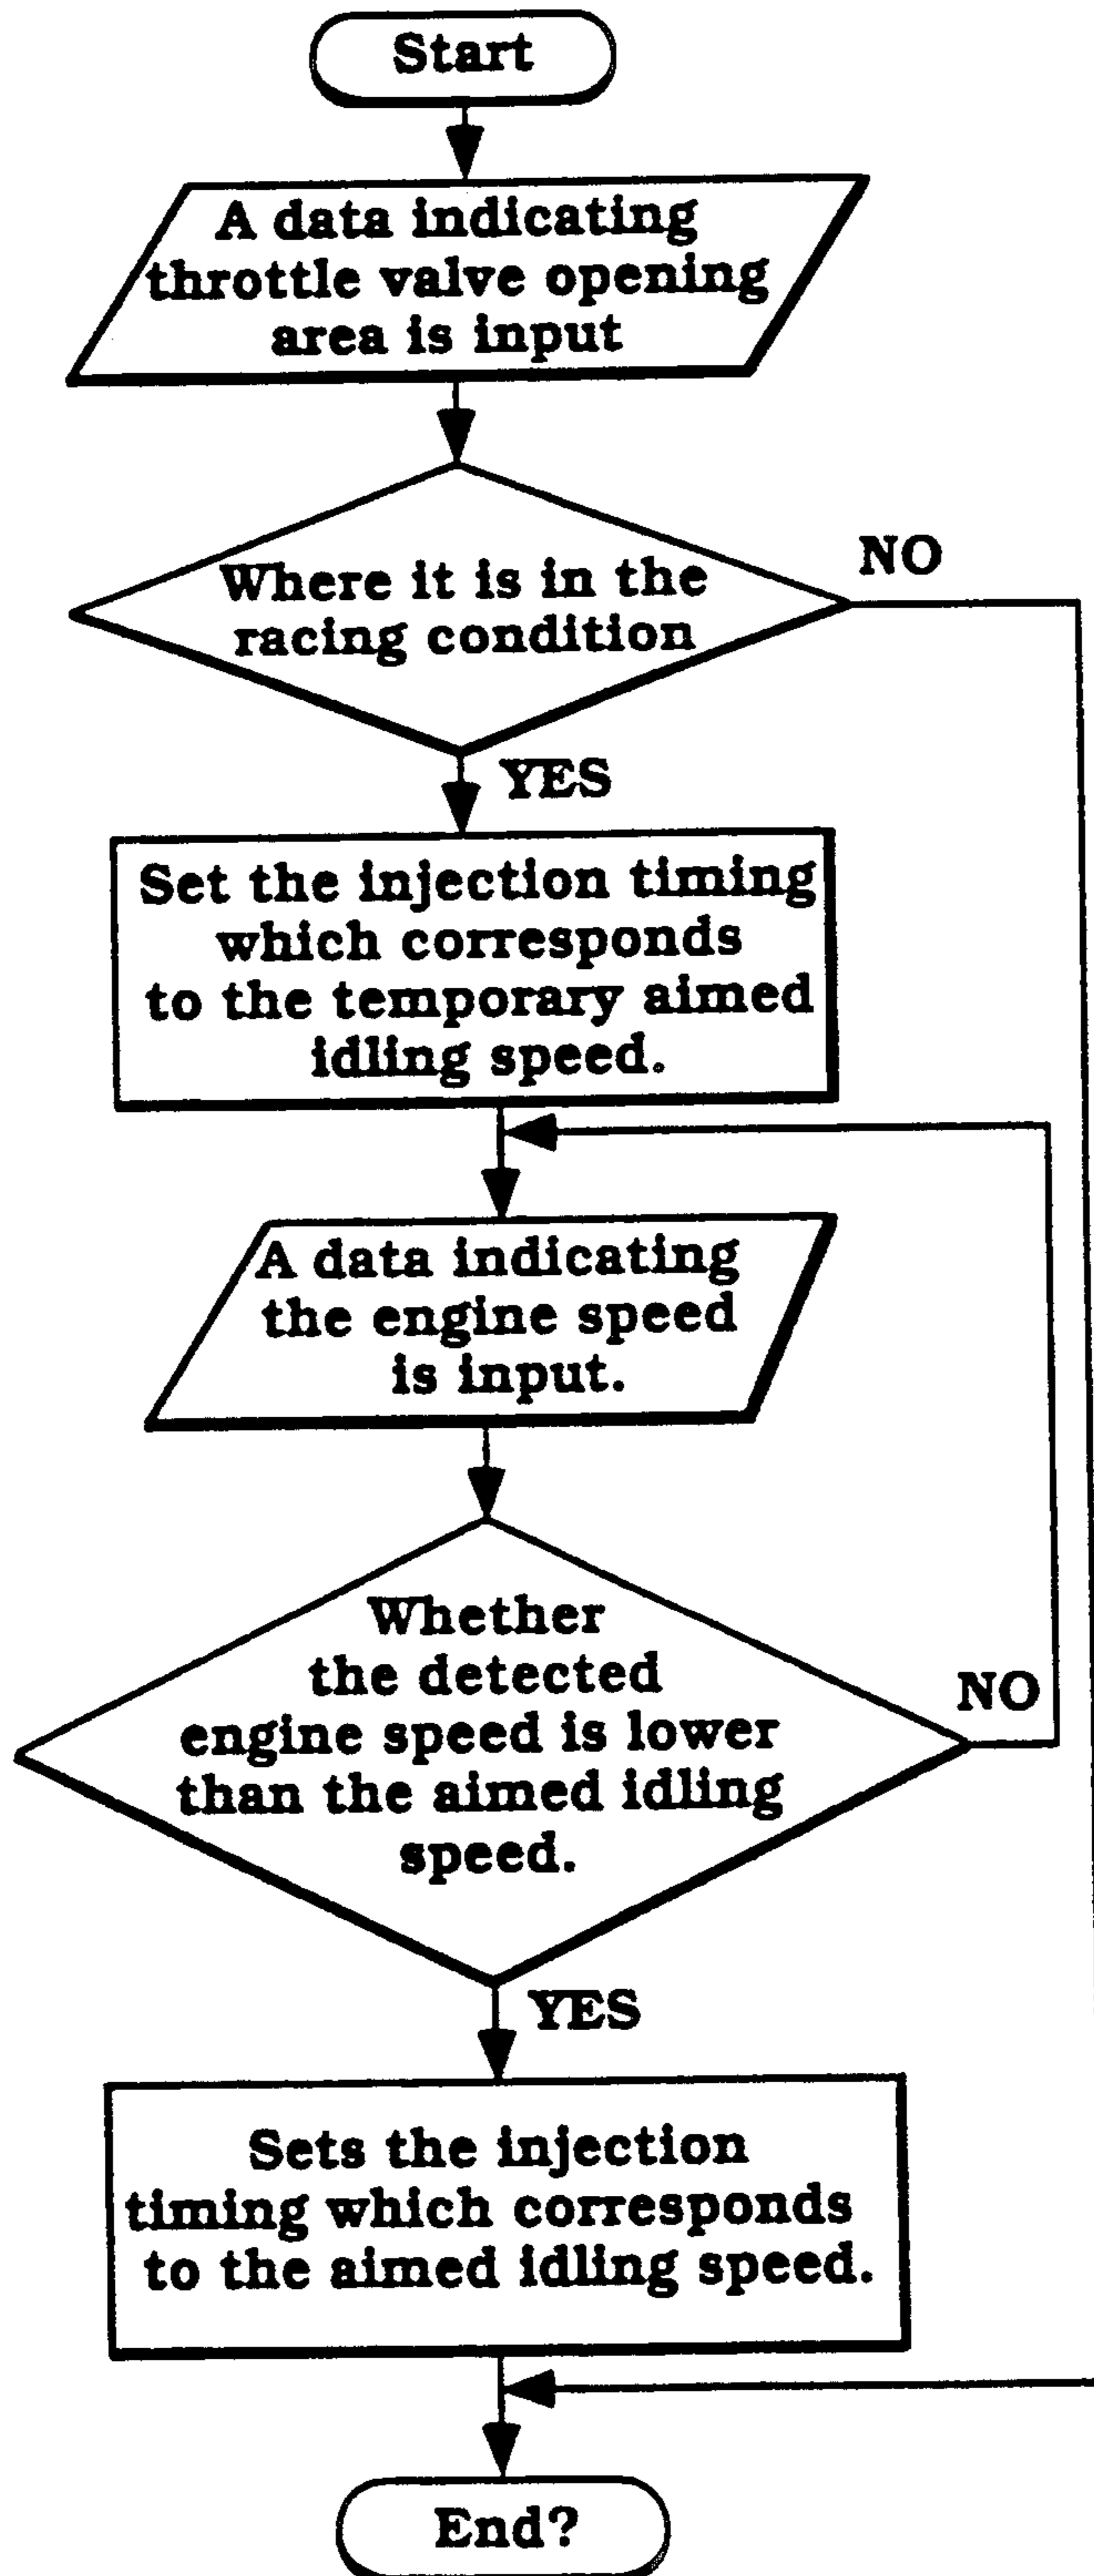 Start
A data indicating
throttle valve opening
area is input
Where it is in the
racing condition
NO
YES
Set the injection timing
which corresponds
to the temporary aimed
idling speed.
A data indicating
the engine speed
is input.
Whether
the detected
engine speed is lower
than the aimed idling
speed.
NO
YES
Sets the injection
timing which corresponds
to the aimed idling speed.
End?